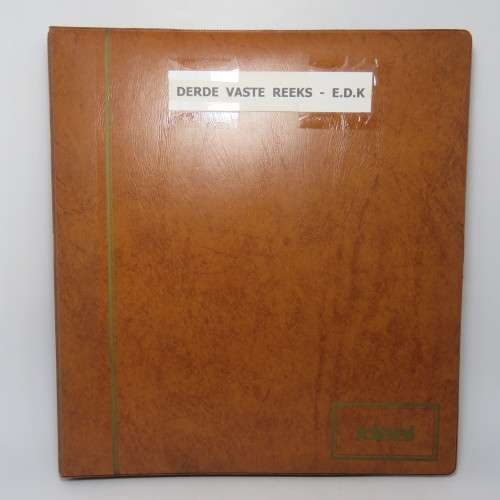 DERDE VASTE REEKS - E.D.K